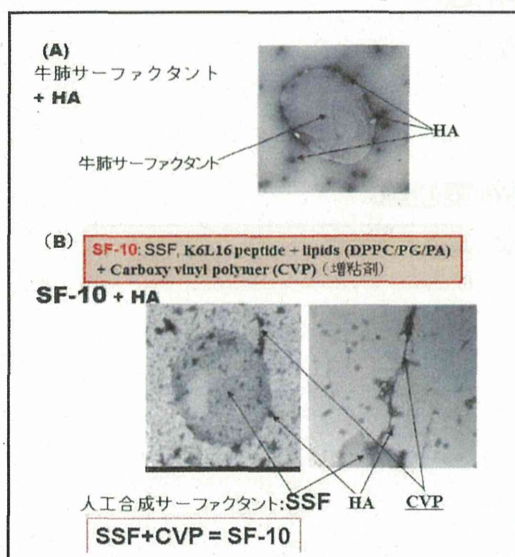 (A)
牛肺サーファクタント
+ HA
HA
牛肺サーファクタント
(B)
SF-10: SSF, K6L16 peptide + lipids (DPPC/PG/PA)
+ Carboxy vinyl polymer (CVP) (増粘剤)
SF-10 + HA
人工合成サーファクタント:SSF HA CVP
SSF+CVP = SF-10